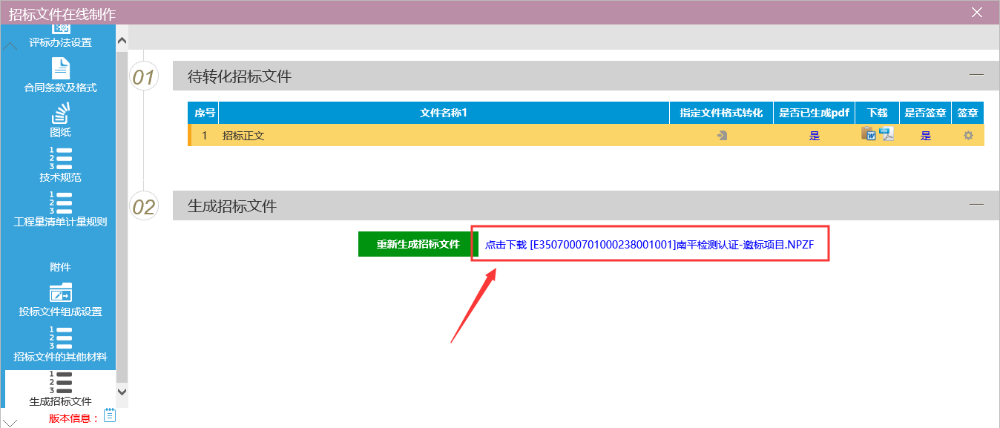 招标文件在线制作
评标办法设置
合同条款及格式
图纸
技术规范
工程量清单计量规则
附件
投标文件组成设置
招标文件的其他材料
生成招标文件
版本信息：
01 待转化招标文件
序号 文件名称1 指定文件格式转化 是否已生成pdf 下载 是否签章 签章
1 招标正文 是 是
02 生成招标文件
重新生成招标文件 点击下载 [E3507000701000238001001]南平检测认证-邀标项目.NPZF